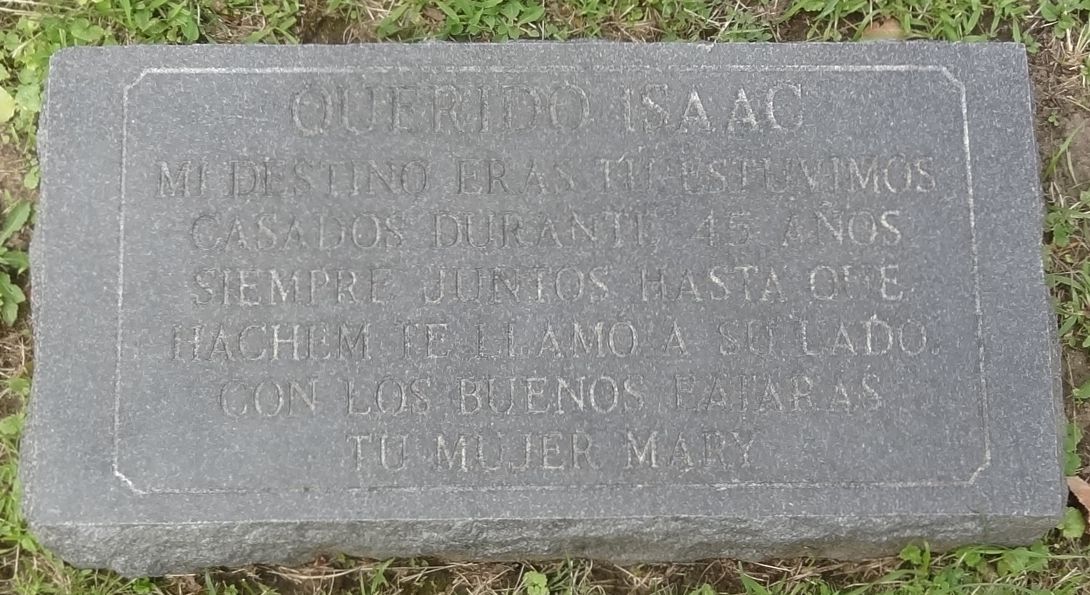 QUERIDO ISAAC
MI DESTINO ERAS TU ESTUVIMOS
CASADOS DURANTE 45 AÑOS
SIEMPRE JUNTOS HASTA QUE
HACHEM TE LLAMO A SU LADO.
CON LOS BUENOS EATARAS
TU MUJER MARY